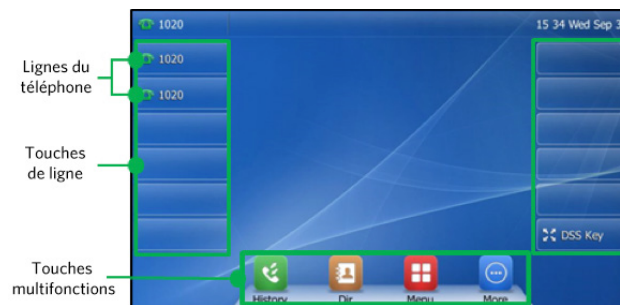 1020
15 34 Wed Sep 3
Lignes du
téléphone
1020
1020
Touches
de ligne
DSS Key
Touches
multifonctions
History
Dir
Menu
More